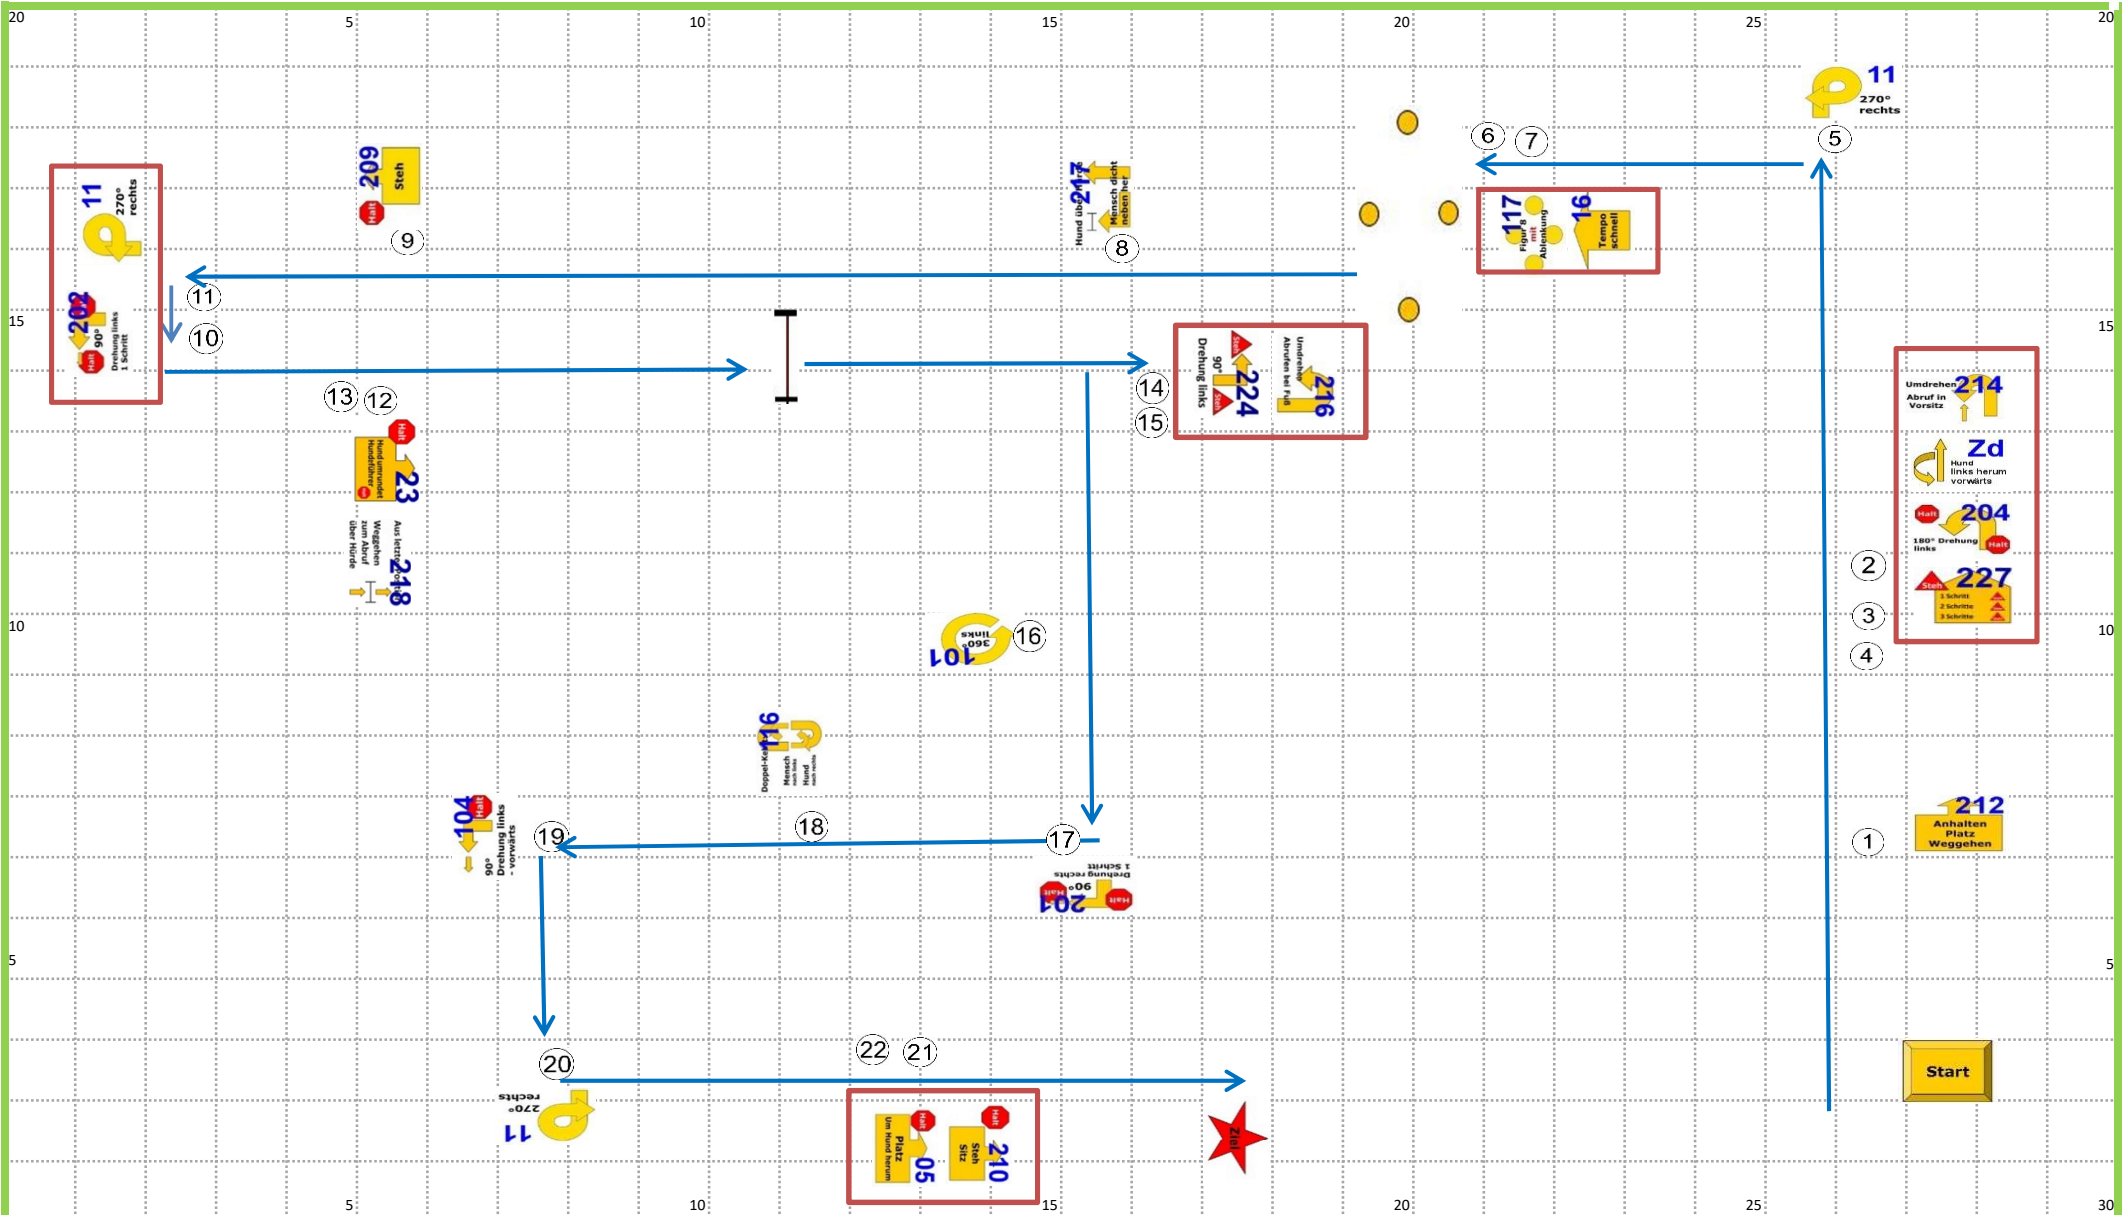 20
5
10
15
20
25
20
11
270°
rechts
5
6
7
209
Steh
Halt
9
217
Mensch dicht
neben her
8
117
Figur 8
mit
Ablenkung
16
Tempo
schnell
11
270°
rechts
202
Halt
90°
Drehung links
1 Schritt
11
10
15
15
13
12
Halt
Hund umrundet
Hundeführer
23
Weggehen
zum Abruf
über Hürde
218
14
15
Drehung links
90°
Steh
Steh
224
Umdrehen
Abrufen bei Fuß
216
Umdrehen
214
Abruf in
Vorsitz
Zd
Hund
links herum
vorwärts
Halt
204
180° Drehung
links
Halt
Steh
227
1 Schritt
2 Schritte
3 Schritte
2
3
4
10
10
360°
links
101
16
116
Mensch
nach links
Hund
nach rechts
104
Halt
90°
Drehung links
- vorwärts
19
18
17
Drehung rechts
1 Schritt
90°
Halt
Halt
201
212
Anhalten
Platz
Weggehen
1
5
5
20
270°
rechts
11
22
21
Halt
Platz
Um Hund herum
05
Halt
Steh
Sitz
210
Ziel
Start
5
10
15
20
25
30